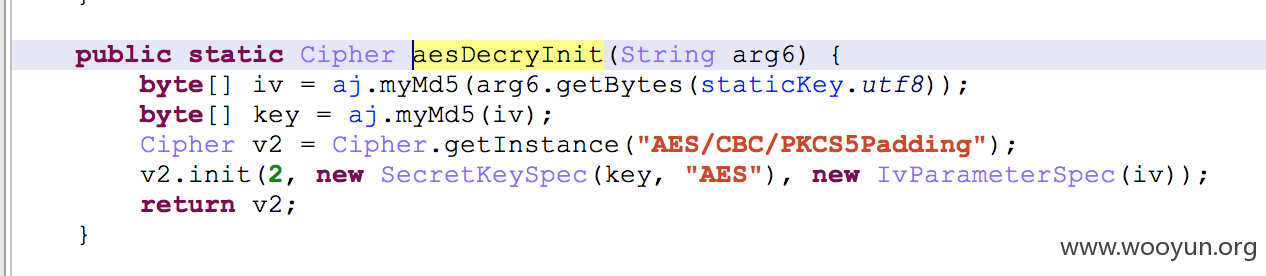 public static Cipher aesDecryInit(String arg6) {
byte[] iv = aj.myMd5(arg6.getBytes(staticKey.utf8));
byte[] key = aj.myMd5(iv);
Cipher v2 = Cipher.getInstance("AES/CBC/PKCS5Padding");
v2.init(2, new SecretKeySpec(key, "AES"), new IvParameterSpec(iv));
return v2;
}
www.wooyun.org